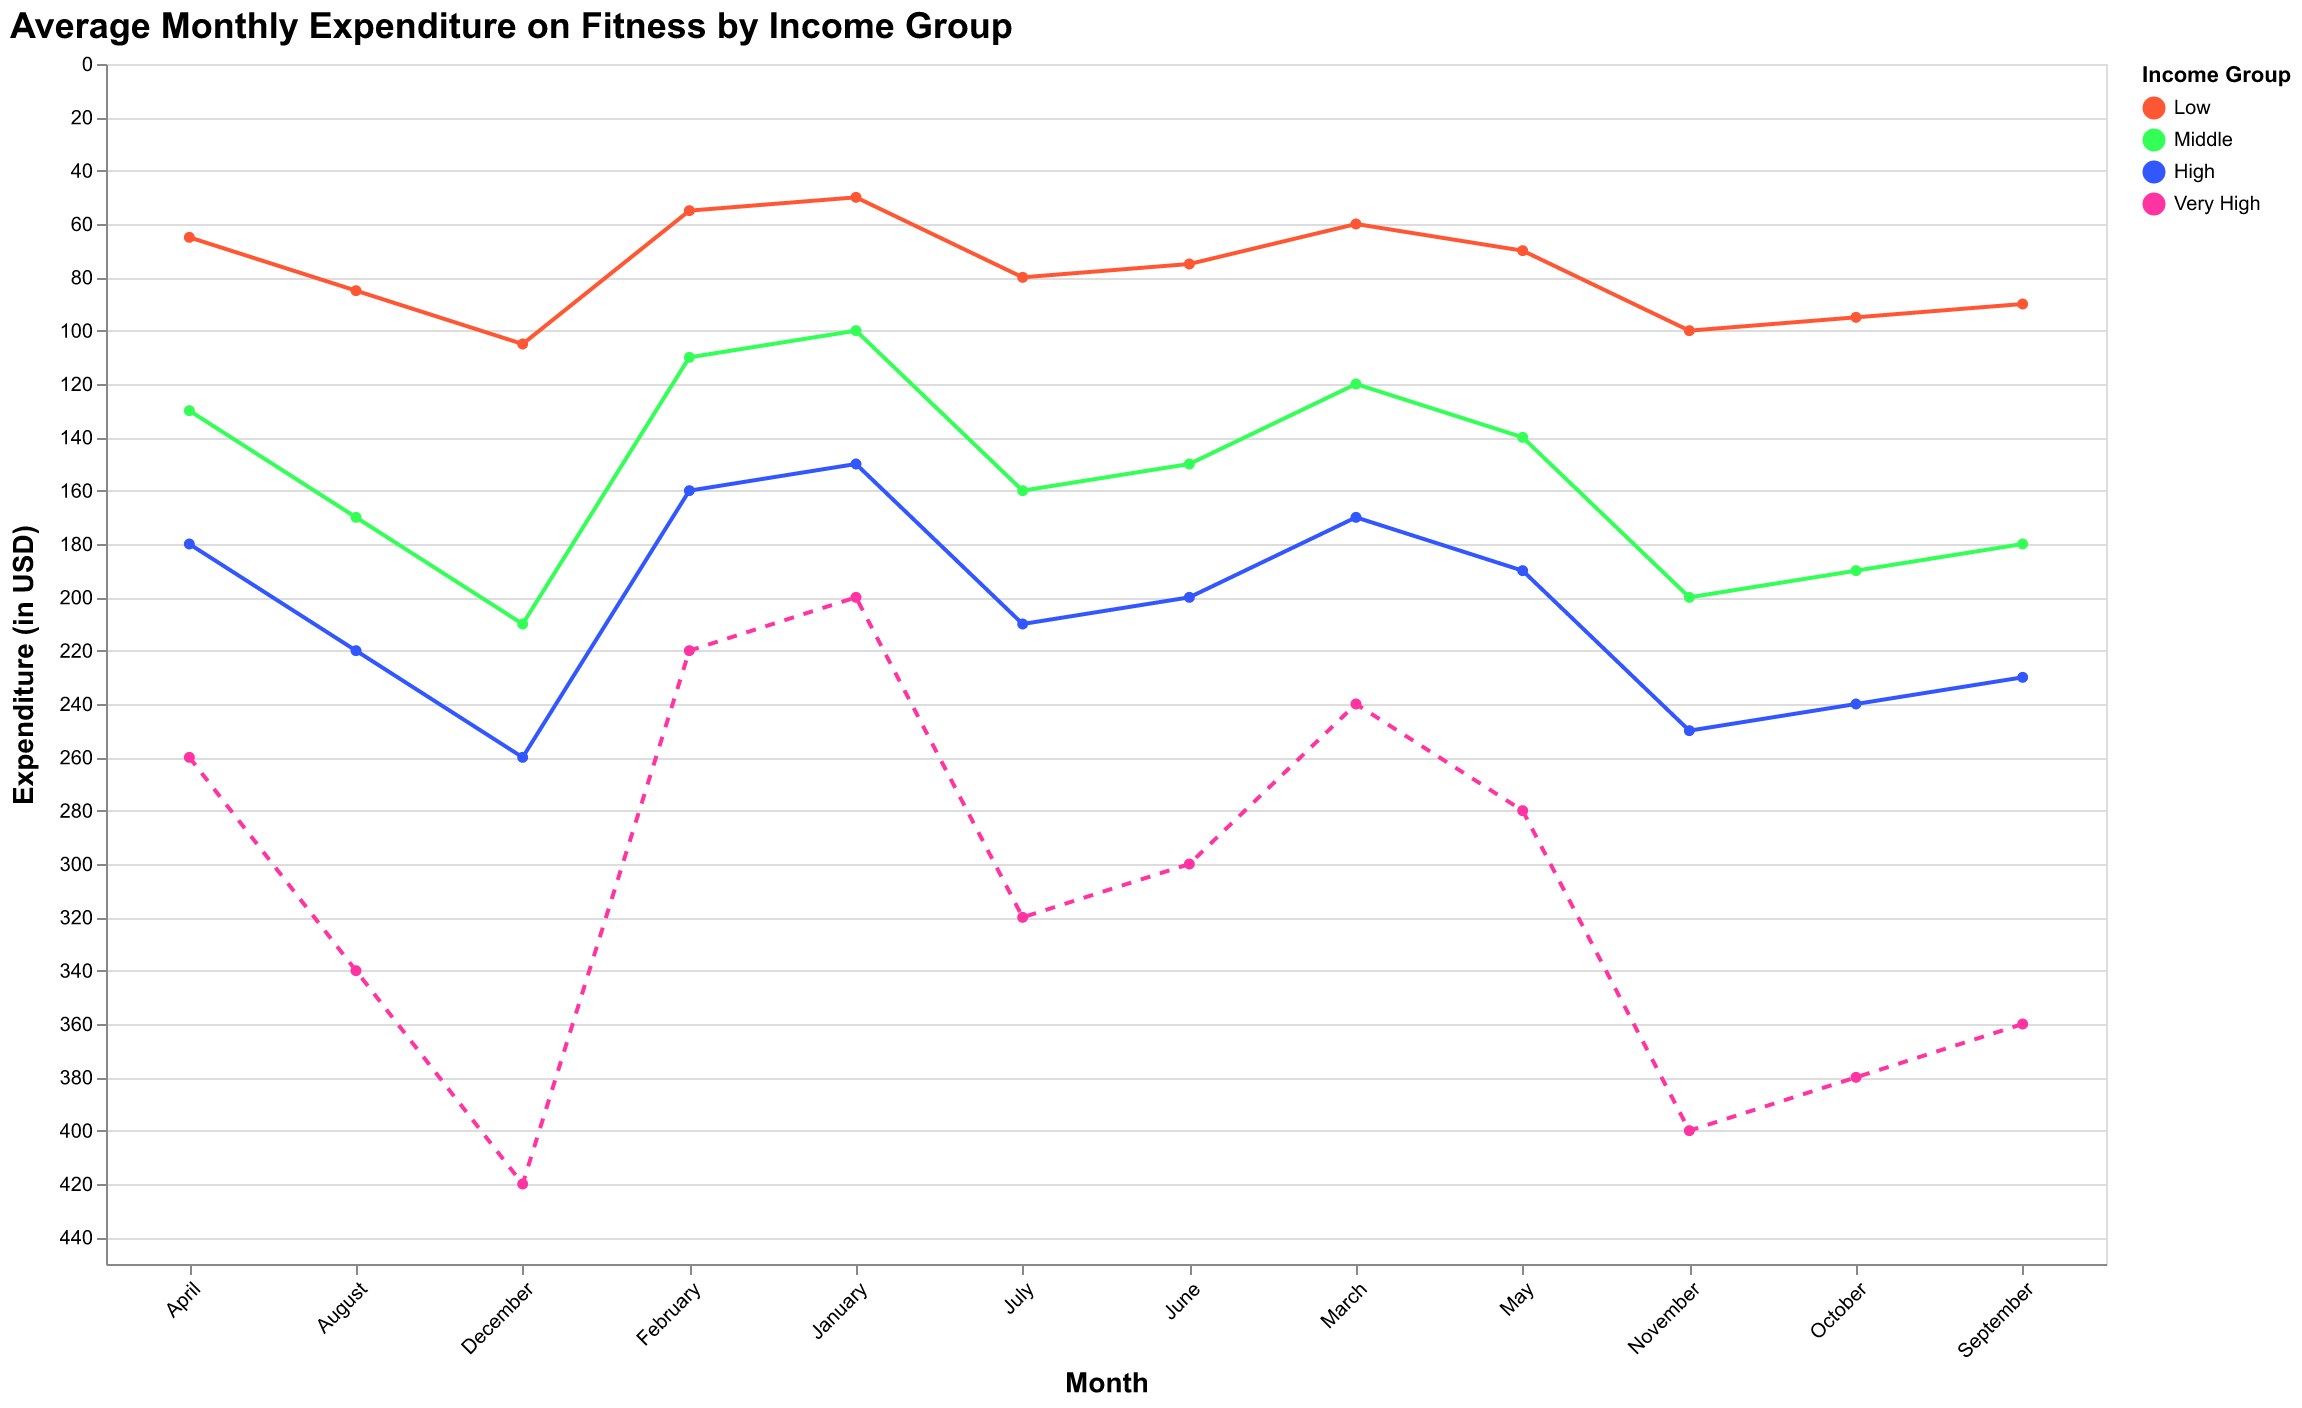 Average Monthly Expenditure on Fitness by Income Group
Income Group
Low
Middle
High
Very High
Expenditure (in USD)
0
20
40
60
80
100
120
140
160
180
200
220
240
260
280
300
320
340
360
380
400
420
440
April
August
December
February
January
July
June
March
May
November
October
September
Month